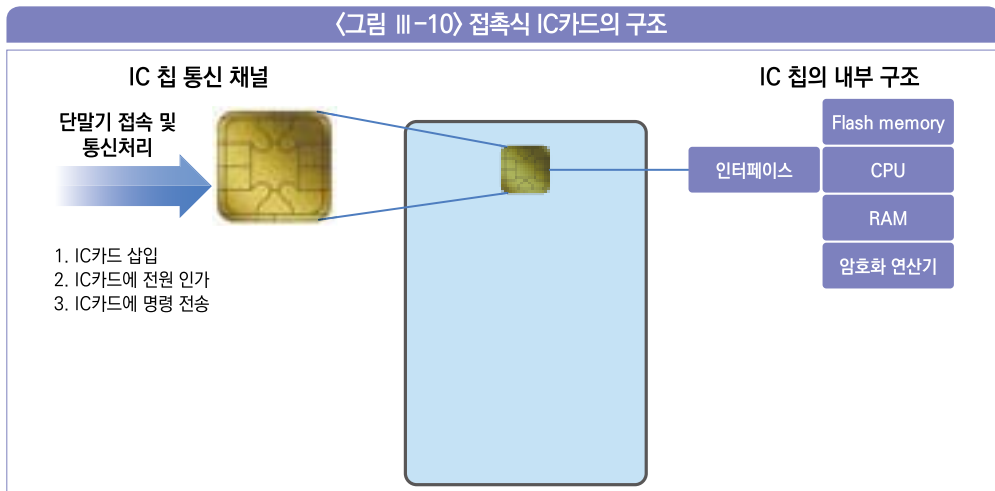 〈그림 Ⅲ-10〉 접촉식 IC카드의 구조
IC 칩 통신 채널
단말기 접속 및
통신처리
1. IC카드 삽입
2. IC카드에 전원 인가
3. IC카드에 명령 전송
IC 칩의 내부 구조
인터페이스
Flash memory
CPU
RAM
암호화 연산기